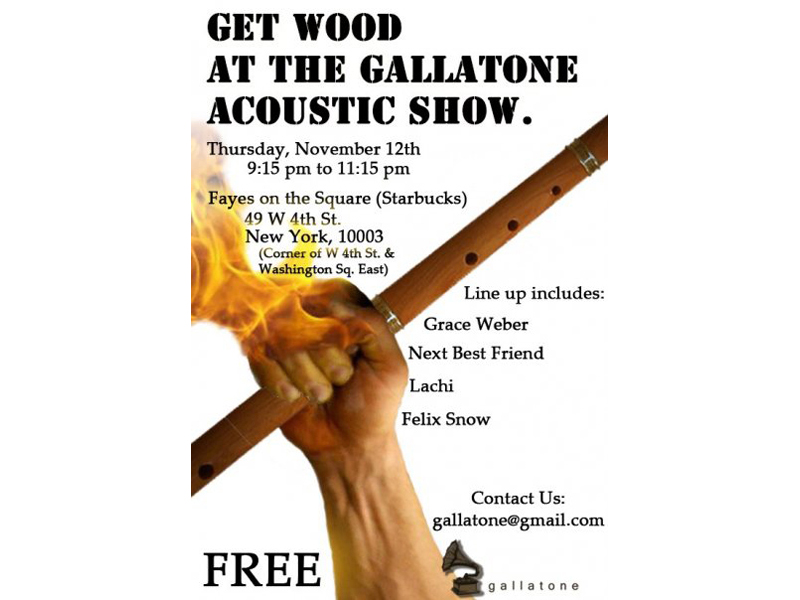 GET WOOD
AT THE GALLATONE
ACOUSTIC SHOW.
Thursday, November 12th
9:15 pm to 11:15 pm
Fayes on the Square (Starbucks)
49 W 4th St.
New York, 10003
(Corner of W 4th St. &
Washington Sq. East)
Line up includes:
Grace Weber
Next Best Friend
Lachi
Felix Snow
Contact Us:
gallatone@gmail.com
FREE
gallatone